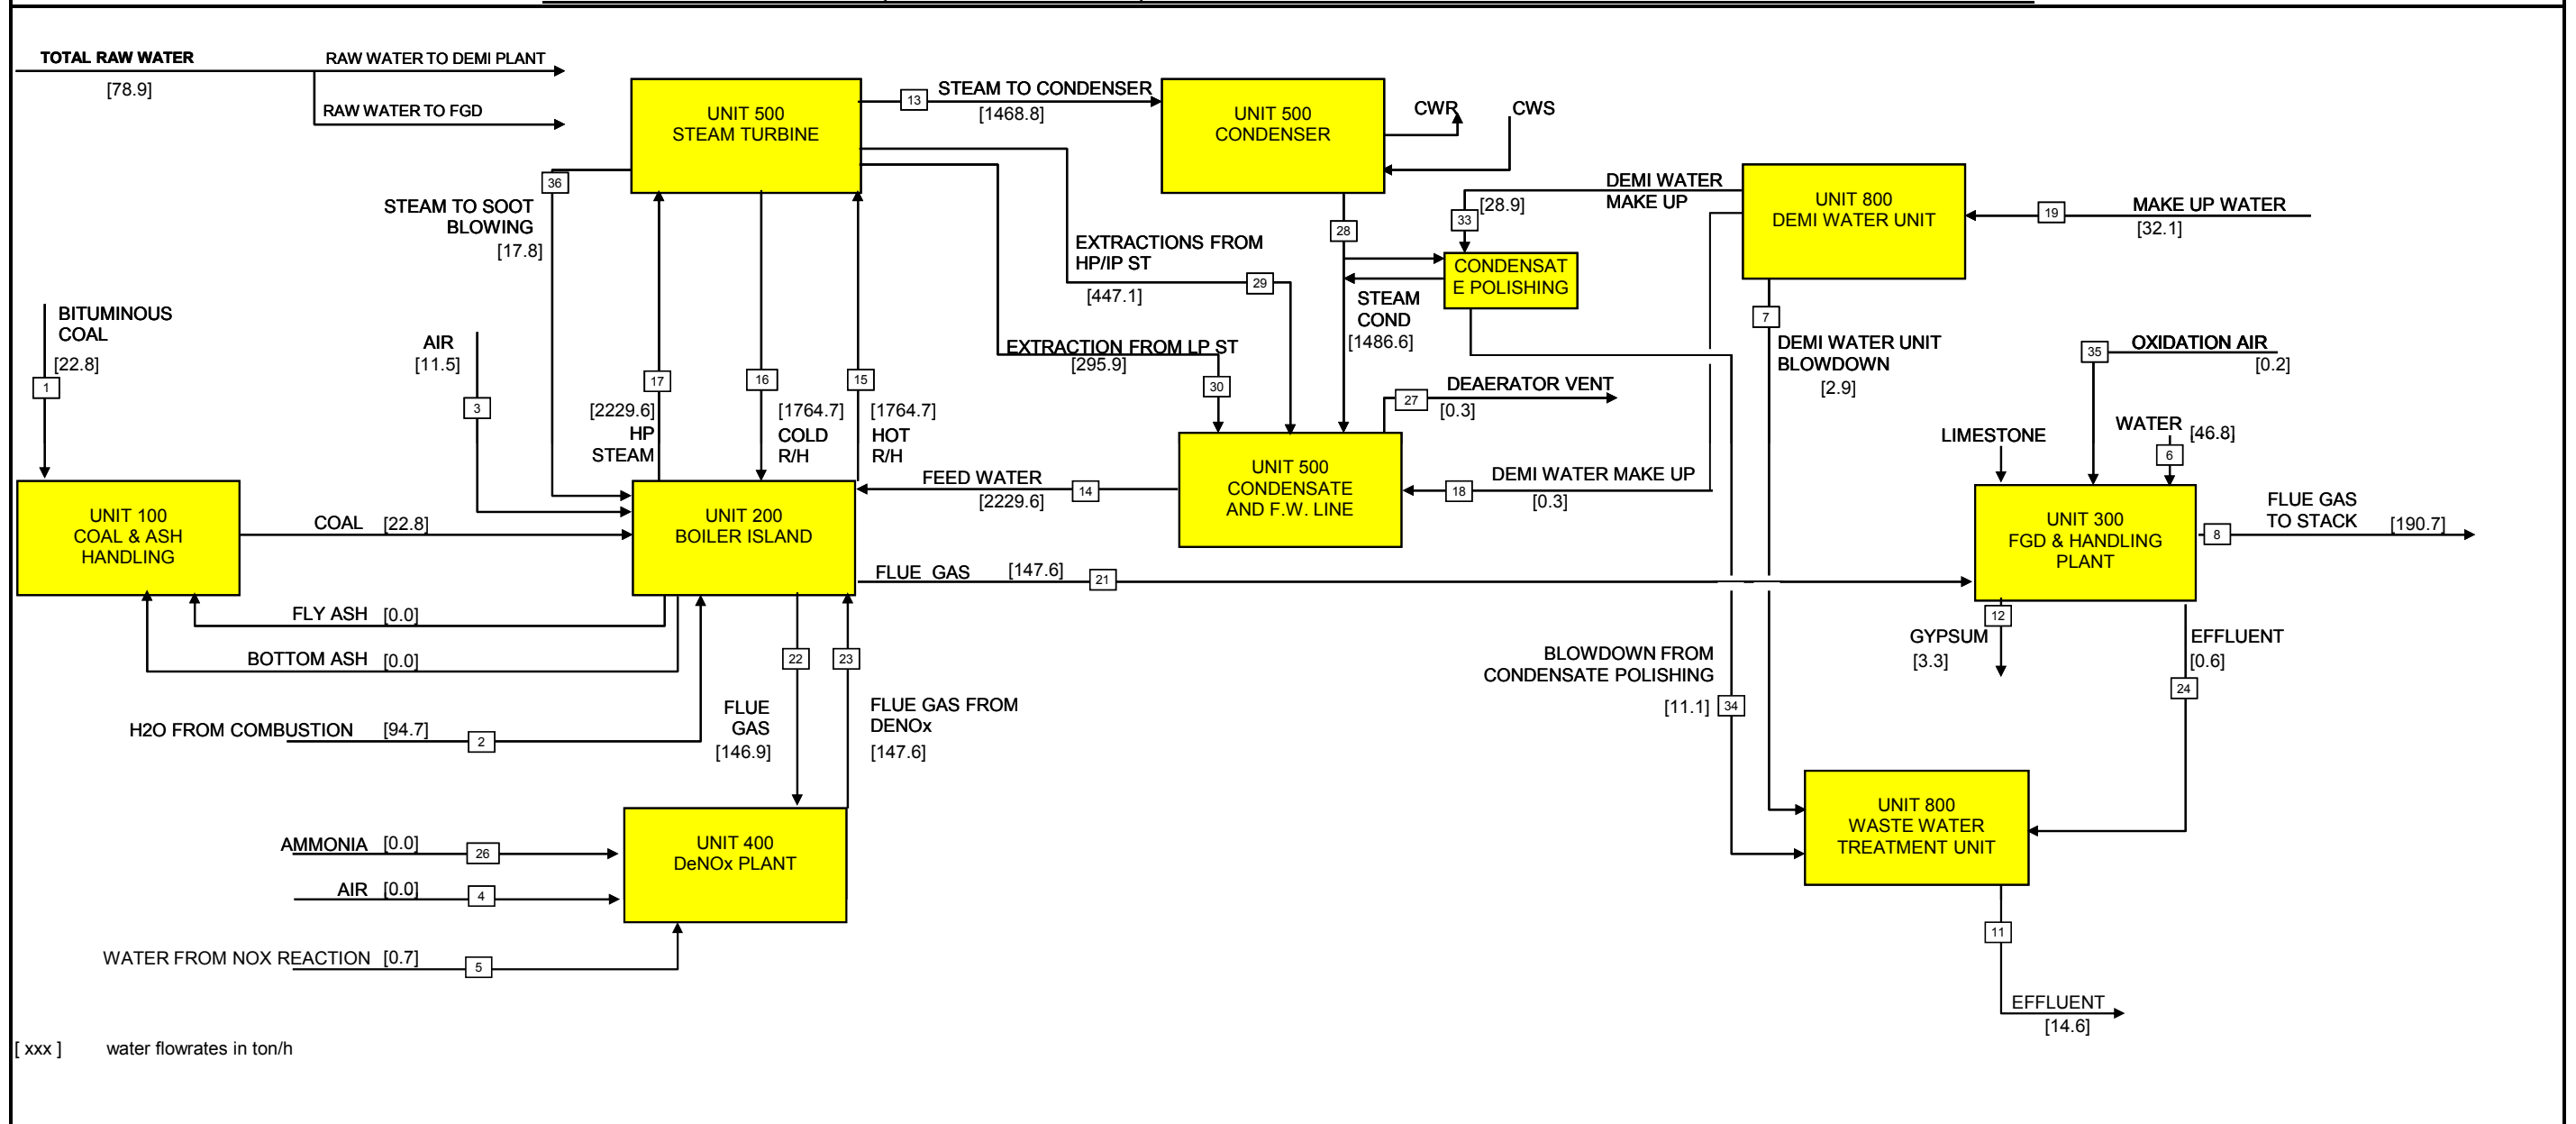 TOTAL RAW WATER
[78.9]
RAW WATER TO DEMI PLANT
RAW WATER TO FGD
UNIT 500
STEAM TURBINE
13
STEAM TO CONDENSER
[1468.8]
UNIT 500
CONDENSER
CWR
CWS
36
STEAM TO SOOT
BLOWING
[17.8]
EXTRACTIONS FROM
HP/IP ST
[447.1]
29
28
33
[28.9]
DEMI WATER
MAKE UP
UNIT 800
DEMI WATER UNIT
19
MAKE UP WATER
[32.1]
CONDENSAT
E POLISHING
STEAM
COND
[1486.6]
7
DEMI WATER UNIT
BLOWDOWN
[2.9]
BITUMINOUS
COAL
[22.8]
1
AIR
[11.5]
3
17
[2229.6]
HP
STEAM
16
[1764.7]
COLD
R/H
15
[1764.7]
HOT
R/H
EXTRACTION FROM LP ST
[295.9]
30
27
DEAERATOR VENT
[0.3]
35
OXIDATION AIR
[0.2]
LIMESTONE
WATER
[46.8]
6
UNIT 100
COAL & ASH
HANDLING
COAL
[22.8]
UNIT 200
BOILER ISLAND
FEED WATER
14
[2229.6]
UNIT 500
CONDENSATE
AND F.W. LINE
DEMI WATER MAKE UP
18
[0.3]
UNIT 300
FGD & HANDLING
PLANT
FLUE GAS
TO STACK
[190.7]
8
FLUE GAS
[147.6]
21
FLY ASH
[0.0]
BOTTOM ASH
[0.0]
H2O FROM COMBUSTION
[94.7]
2
22
FLUE
GAS
[146.9]
23
FLUE GAS FROM
DENOx
[147.6]
BLOWDOWN FROM
CONDENSATE POLISHING
[11.1]
34
12
GYPSUM
[3.3]
EFFLUENT
[0.6]
24
AMMONIA
[0.0]
26
AIR
[0.0]
4
UNIT 400
DeNOx PLANT
WATER FROM NOX REACTION
[0.7]
5
UNIT 800
WASTE WATER
TREATMENT UNIT
11
EFFLUENT
[14.6]
[ xxx ] water flowrates in ton/h